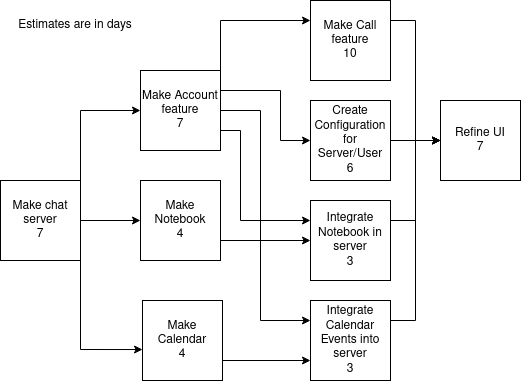 Estimates are in days
Make Call
feature
10
Make Account
feature
7
Create
Configuration
for
Server/User
6
Refine UI
7
Make chat
server
7
Make
Notebook
4
Integrate
Notebook in
server
3
Make
Calendar
4
Integrate
Calendar
Events into
server
3